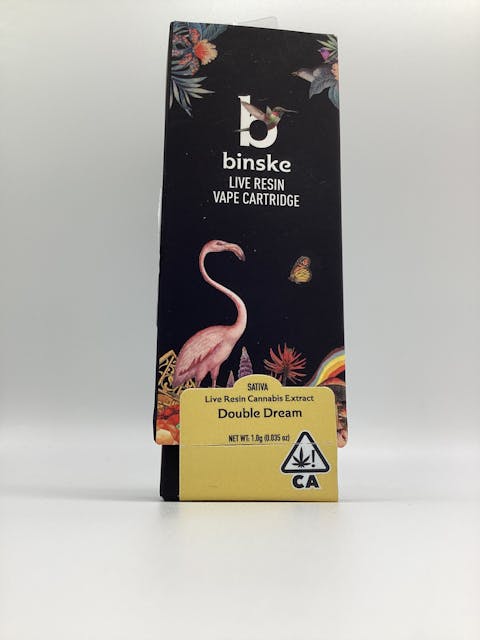 b
binske
LIVE RESIN
VAPE CARTRIDGE
SATIVA
Live Resin Cannabis Extract
Double Dream
NET WT: 1.0g (0.035 oz)
!
CA